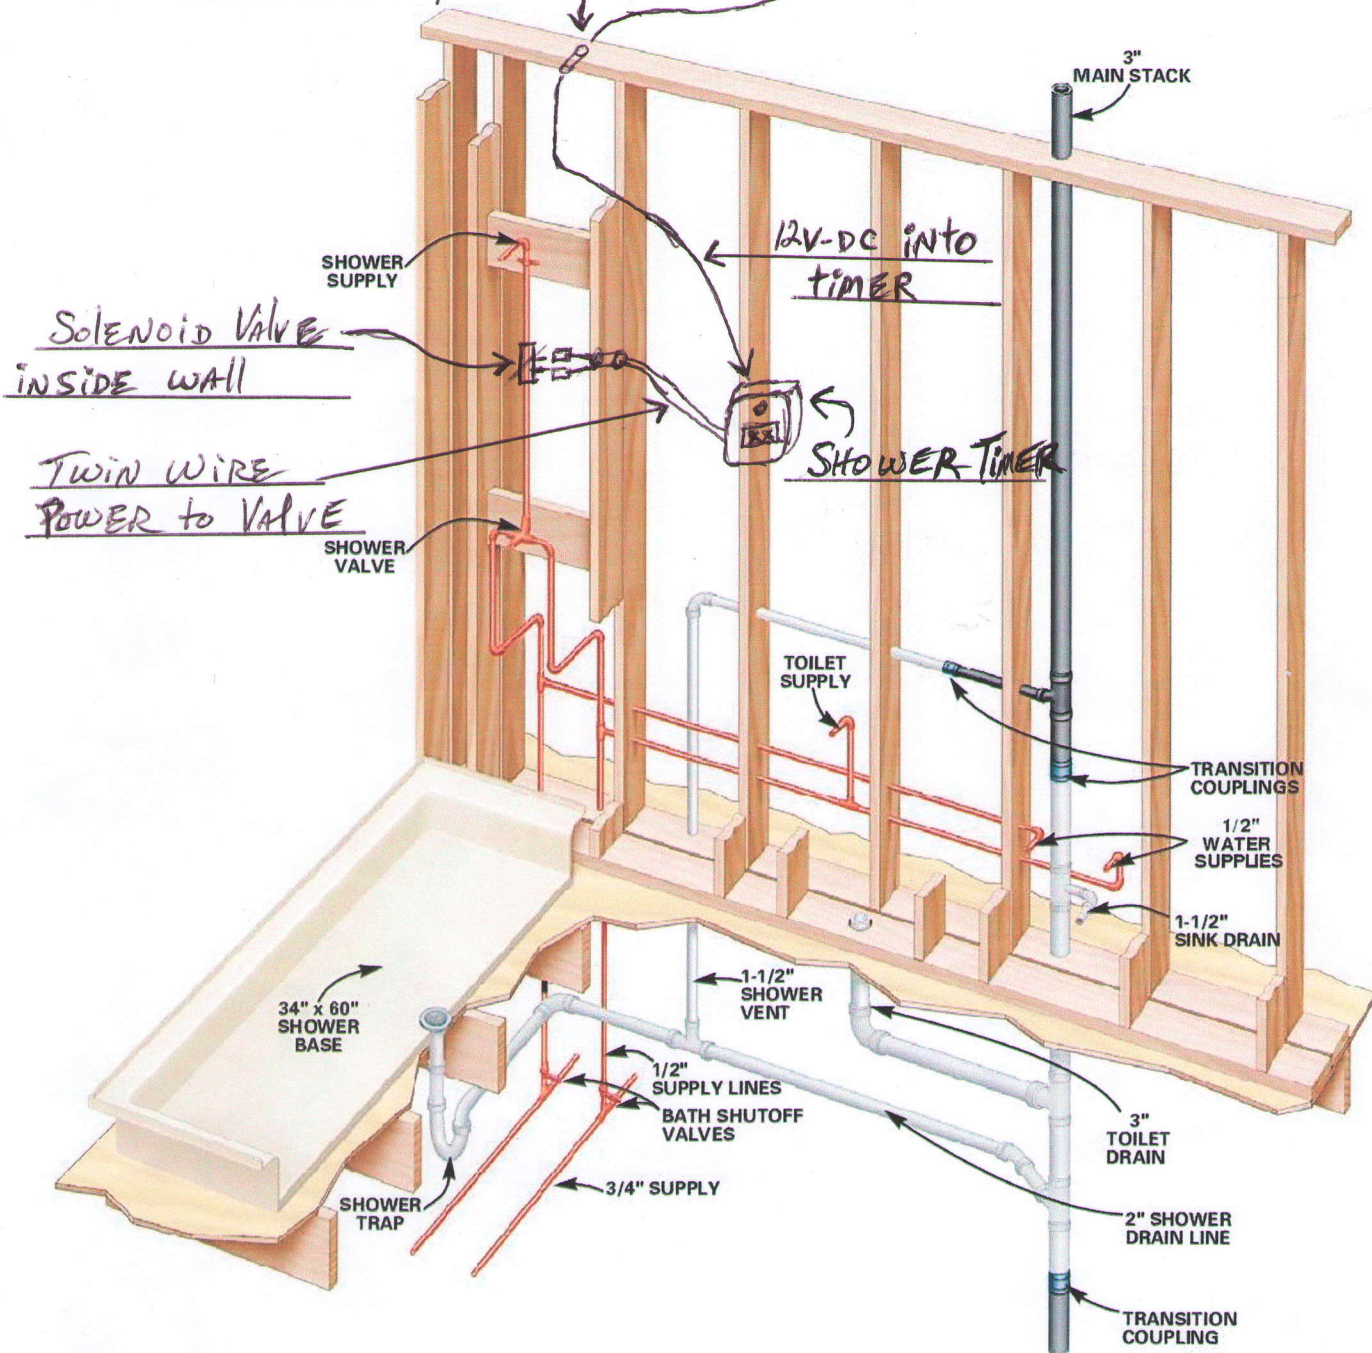 3"
MAIN STACK
SHOWER
SUPPLY
12V-DC iNto
tiMER
SOlENOiD VAlVE
iNSiDE WAll
TWiN WiRE
POWER to VAlVE
SHOWER TiMER
SHOWER
VALVE
TOILET
SUPPLY
TRANSITION
COUPLINGS
1/2"
WATER
SUPPLIES
1-1/2"
SINK DRAIN
1-1/2"
SHOWER
VENT
34" x 60"
SHOWER
BASE
1/2"
SUPPLY LINES
BATH SHUTOFF
VALVES
3"
TOILET
DRAIN
3/4" SUPPLY
SHOWER
TRAP
2" SHOWER
DRAIN LINE
TRANSITION
COUPLING